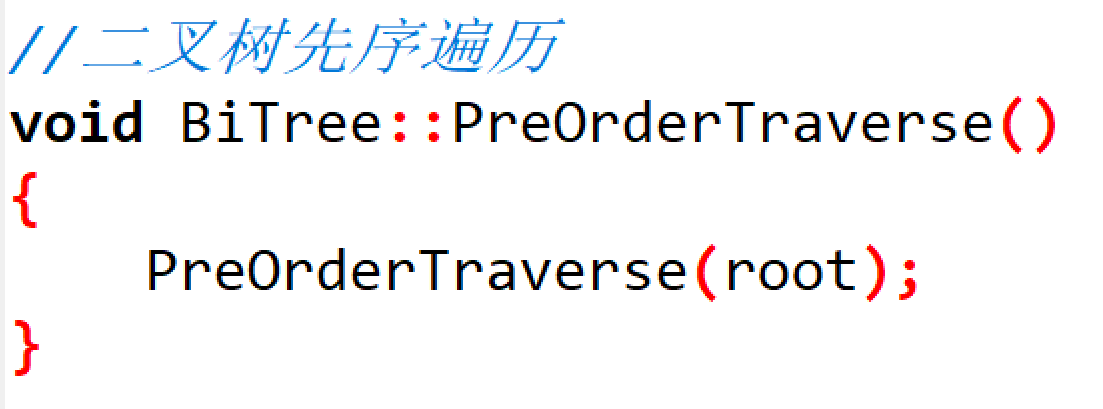 //二叉树先序遍历
void BiTree::PreOrderTraverse()
{
    PreOrderTraverse(root);
}